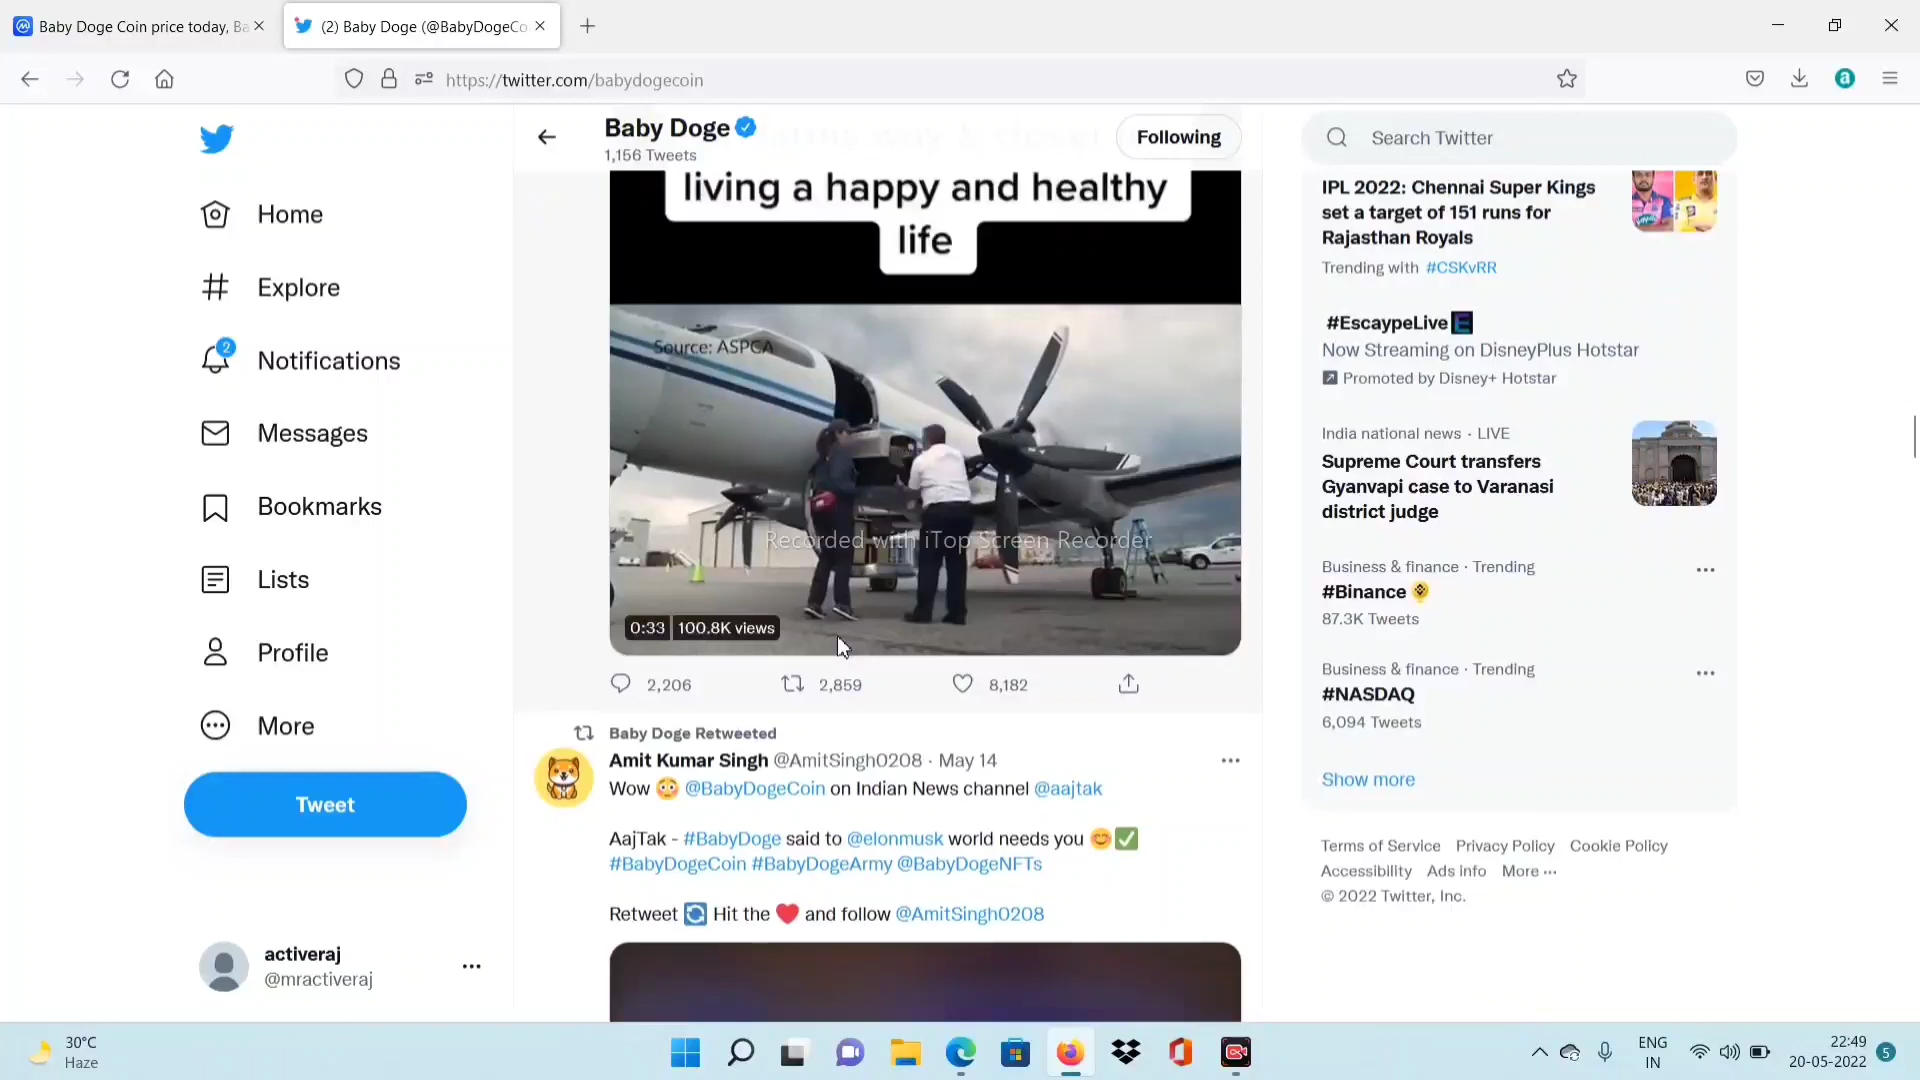 Baby Doge Coin price today, Ba
(2) Baby Doge (@BabyDogeCo
https://twitter.com/babydogecoin
Home
Explore
2
Notifications
Messages
Bookmarks
Lists
Profile
More
Tweet
activeraj
@mractiveraj
Baby Doge
1,156 Tweets
Following
living a happy and healthy
life
Source: ASPCA
Recorded with iTop Screen Recorder
0:33 100.8K views
2,206 2,859 8,182
Baby Doge Retweeted
Amit Kumar Singh @AmitSingh0208 · May 14
Wow 😳 @BabyDogeCoin on Indian News channel @aajtak
AajTak - #BabyDoge said to @elonmusk world needs you 😊✅
#BabyDogeCoin #BabyDogeArmy @BabyDogeNFTs
Retweet 🔄 Hit the ❤️ and follow @AmitSingh0208
Search Twitter
IPL 2022: Chennai Super Kings
set a target of 151 runs for
Rajasthan Royals
Trending with #CSKvRR
#EscaypeLive
Now Streaming on DisneyPlus Hotstar
Promoted by Disney+ Hotstar
India national news · LIVE
Supreme Court transfers
Gyanvapi case to Varanasi
district judge
Business & finance · Trending
#Binance
87.3K Tweets
Business & finance · Trending
#NASDAQ
6,094 Tweets
Show more
Terms of Service Privacy Policy Cookie Policy
Accessibility Ads info More ···
© 2022 Twitter, Inc.
30°C
Haze
ENG
IN
22:49
20-05-2022
5